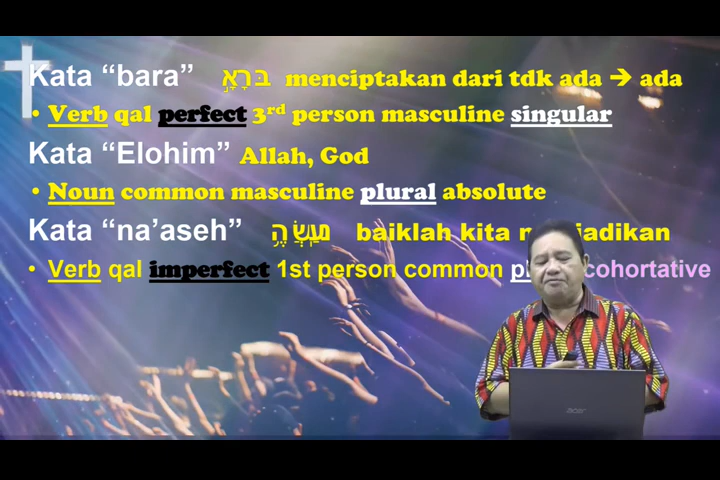 Kata “bara” בָּרָ֣א menciptakan dari tdk ada → ada
• Verb qal perfect 3rd person masculine singular
Kata “Elohim” Allah, God
• Noun common masculine plural absolute
Kata “na’aseh” baiklah kita
• Verb qal imperfect 1st person common cohortative
acer